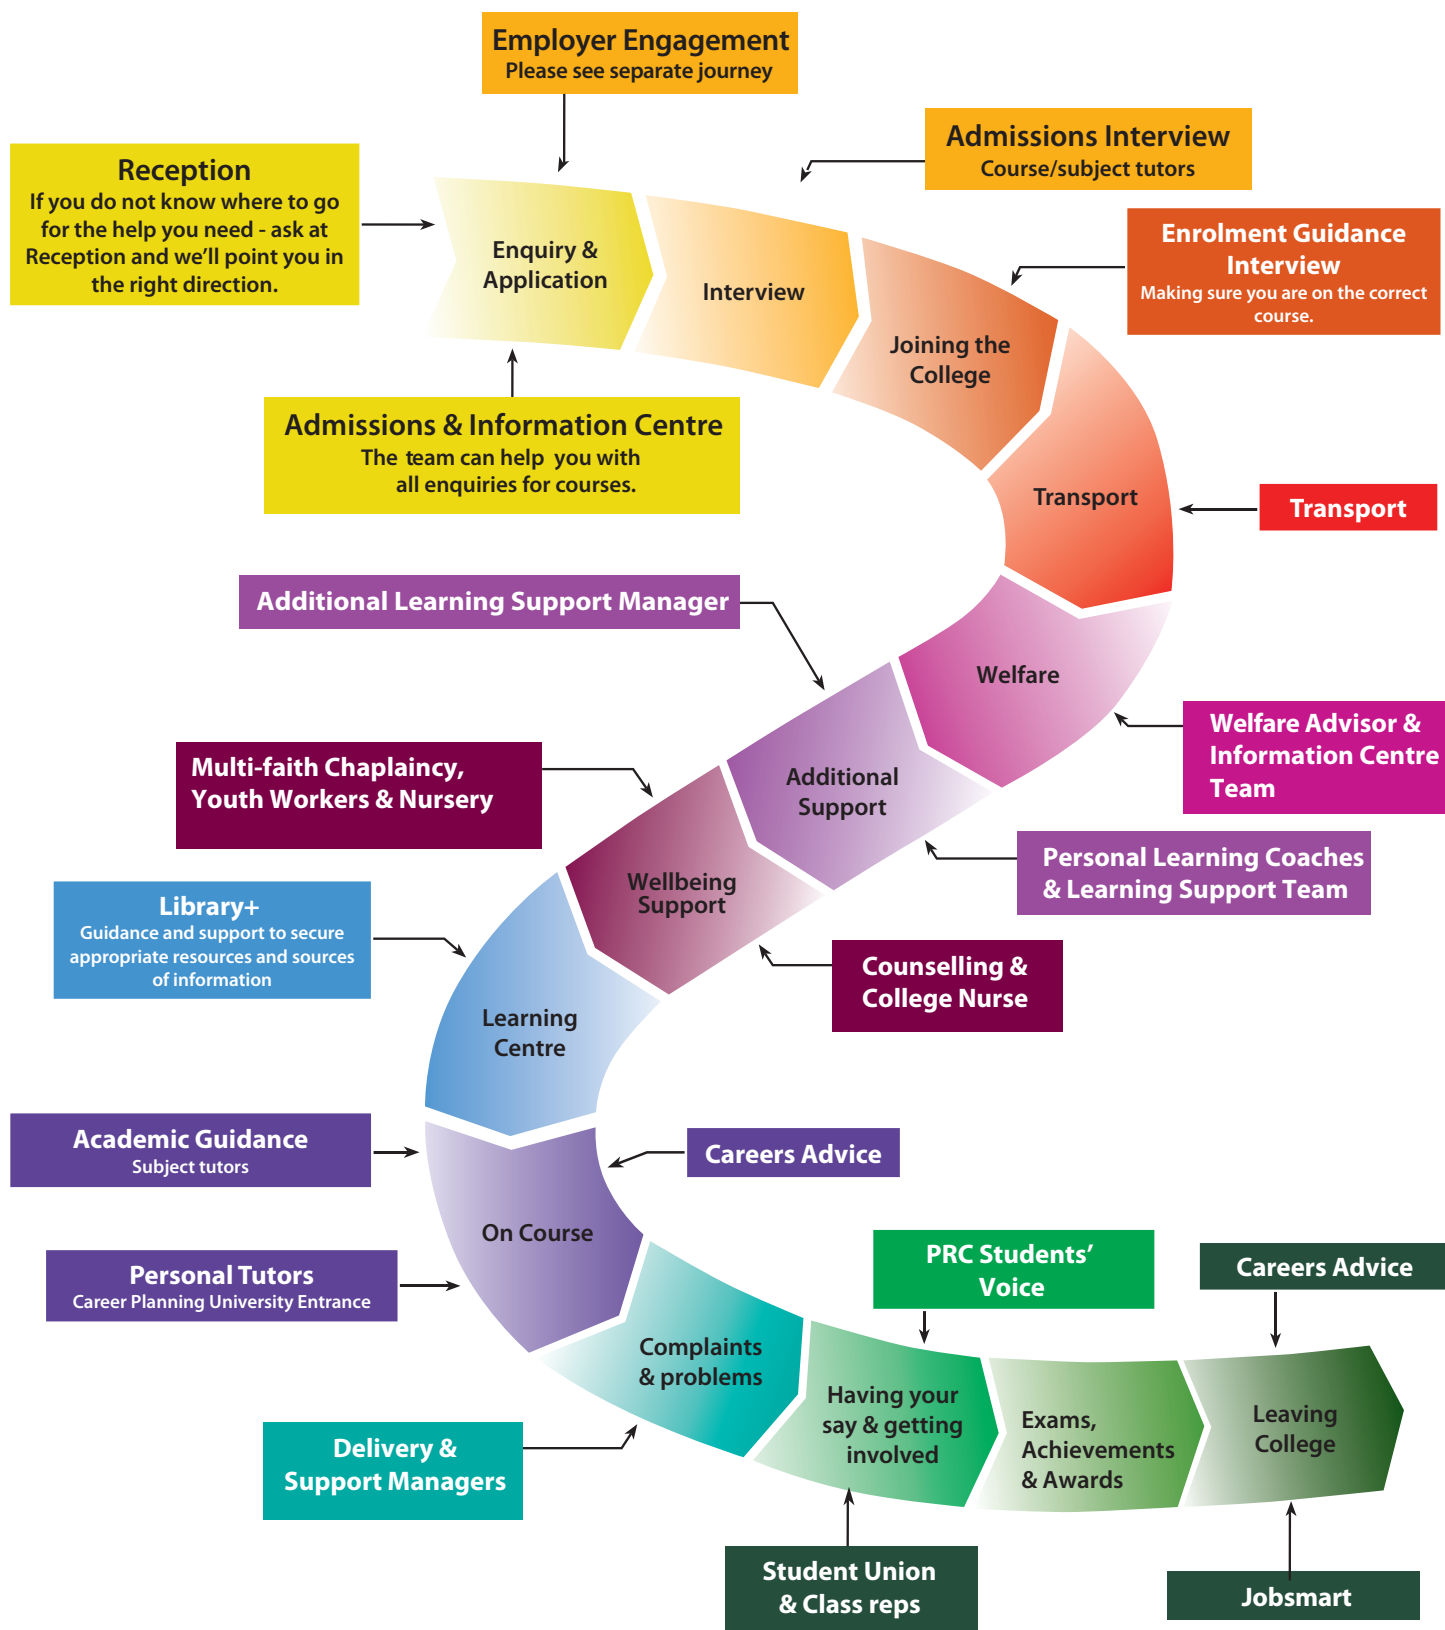 Employer Engagement
Please see separate journey
Admissions Interview
Course/subject tutors
Reception
If you do not know where to go
for the help you need - ask at
Reception and we'll point you in
the right direction.
Enrolment Guidance
Interview
Making sure you are on the correct
course.
Enquiry &
Application
Interview
Joining the
College
Admissions & Information Centre
The team can help you with
all enquiries for courses.
Transport
Transport
Additional Learning Support Manager
Welfare
Welfare Advisor &
Information Centre
Team
Multi-faith Chaplaincy,
Youth Workers & Nursery
Additional
Support
Personal Learning Coaches
& Learning Support Team
Wellbeing
Support
Library+
Guidance and support to secure
appropriate resources and sources
of information
Counselling &
College Nurse
Learning
Centre
Academic Guidance
Subject tutors
Careers Advice
On Course
Personal Tutors
Career Planning University Entrance
PRC Students’
Voice
Careers Advice
Complaints
& problems
Having your
say & getting
involved
Exams,
Achievements
& Awards
Leaving
College
Delivery &
Support Managers
Student Union
& Class reps
Jobsmart